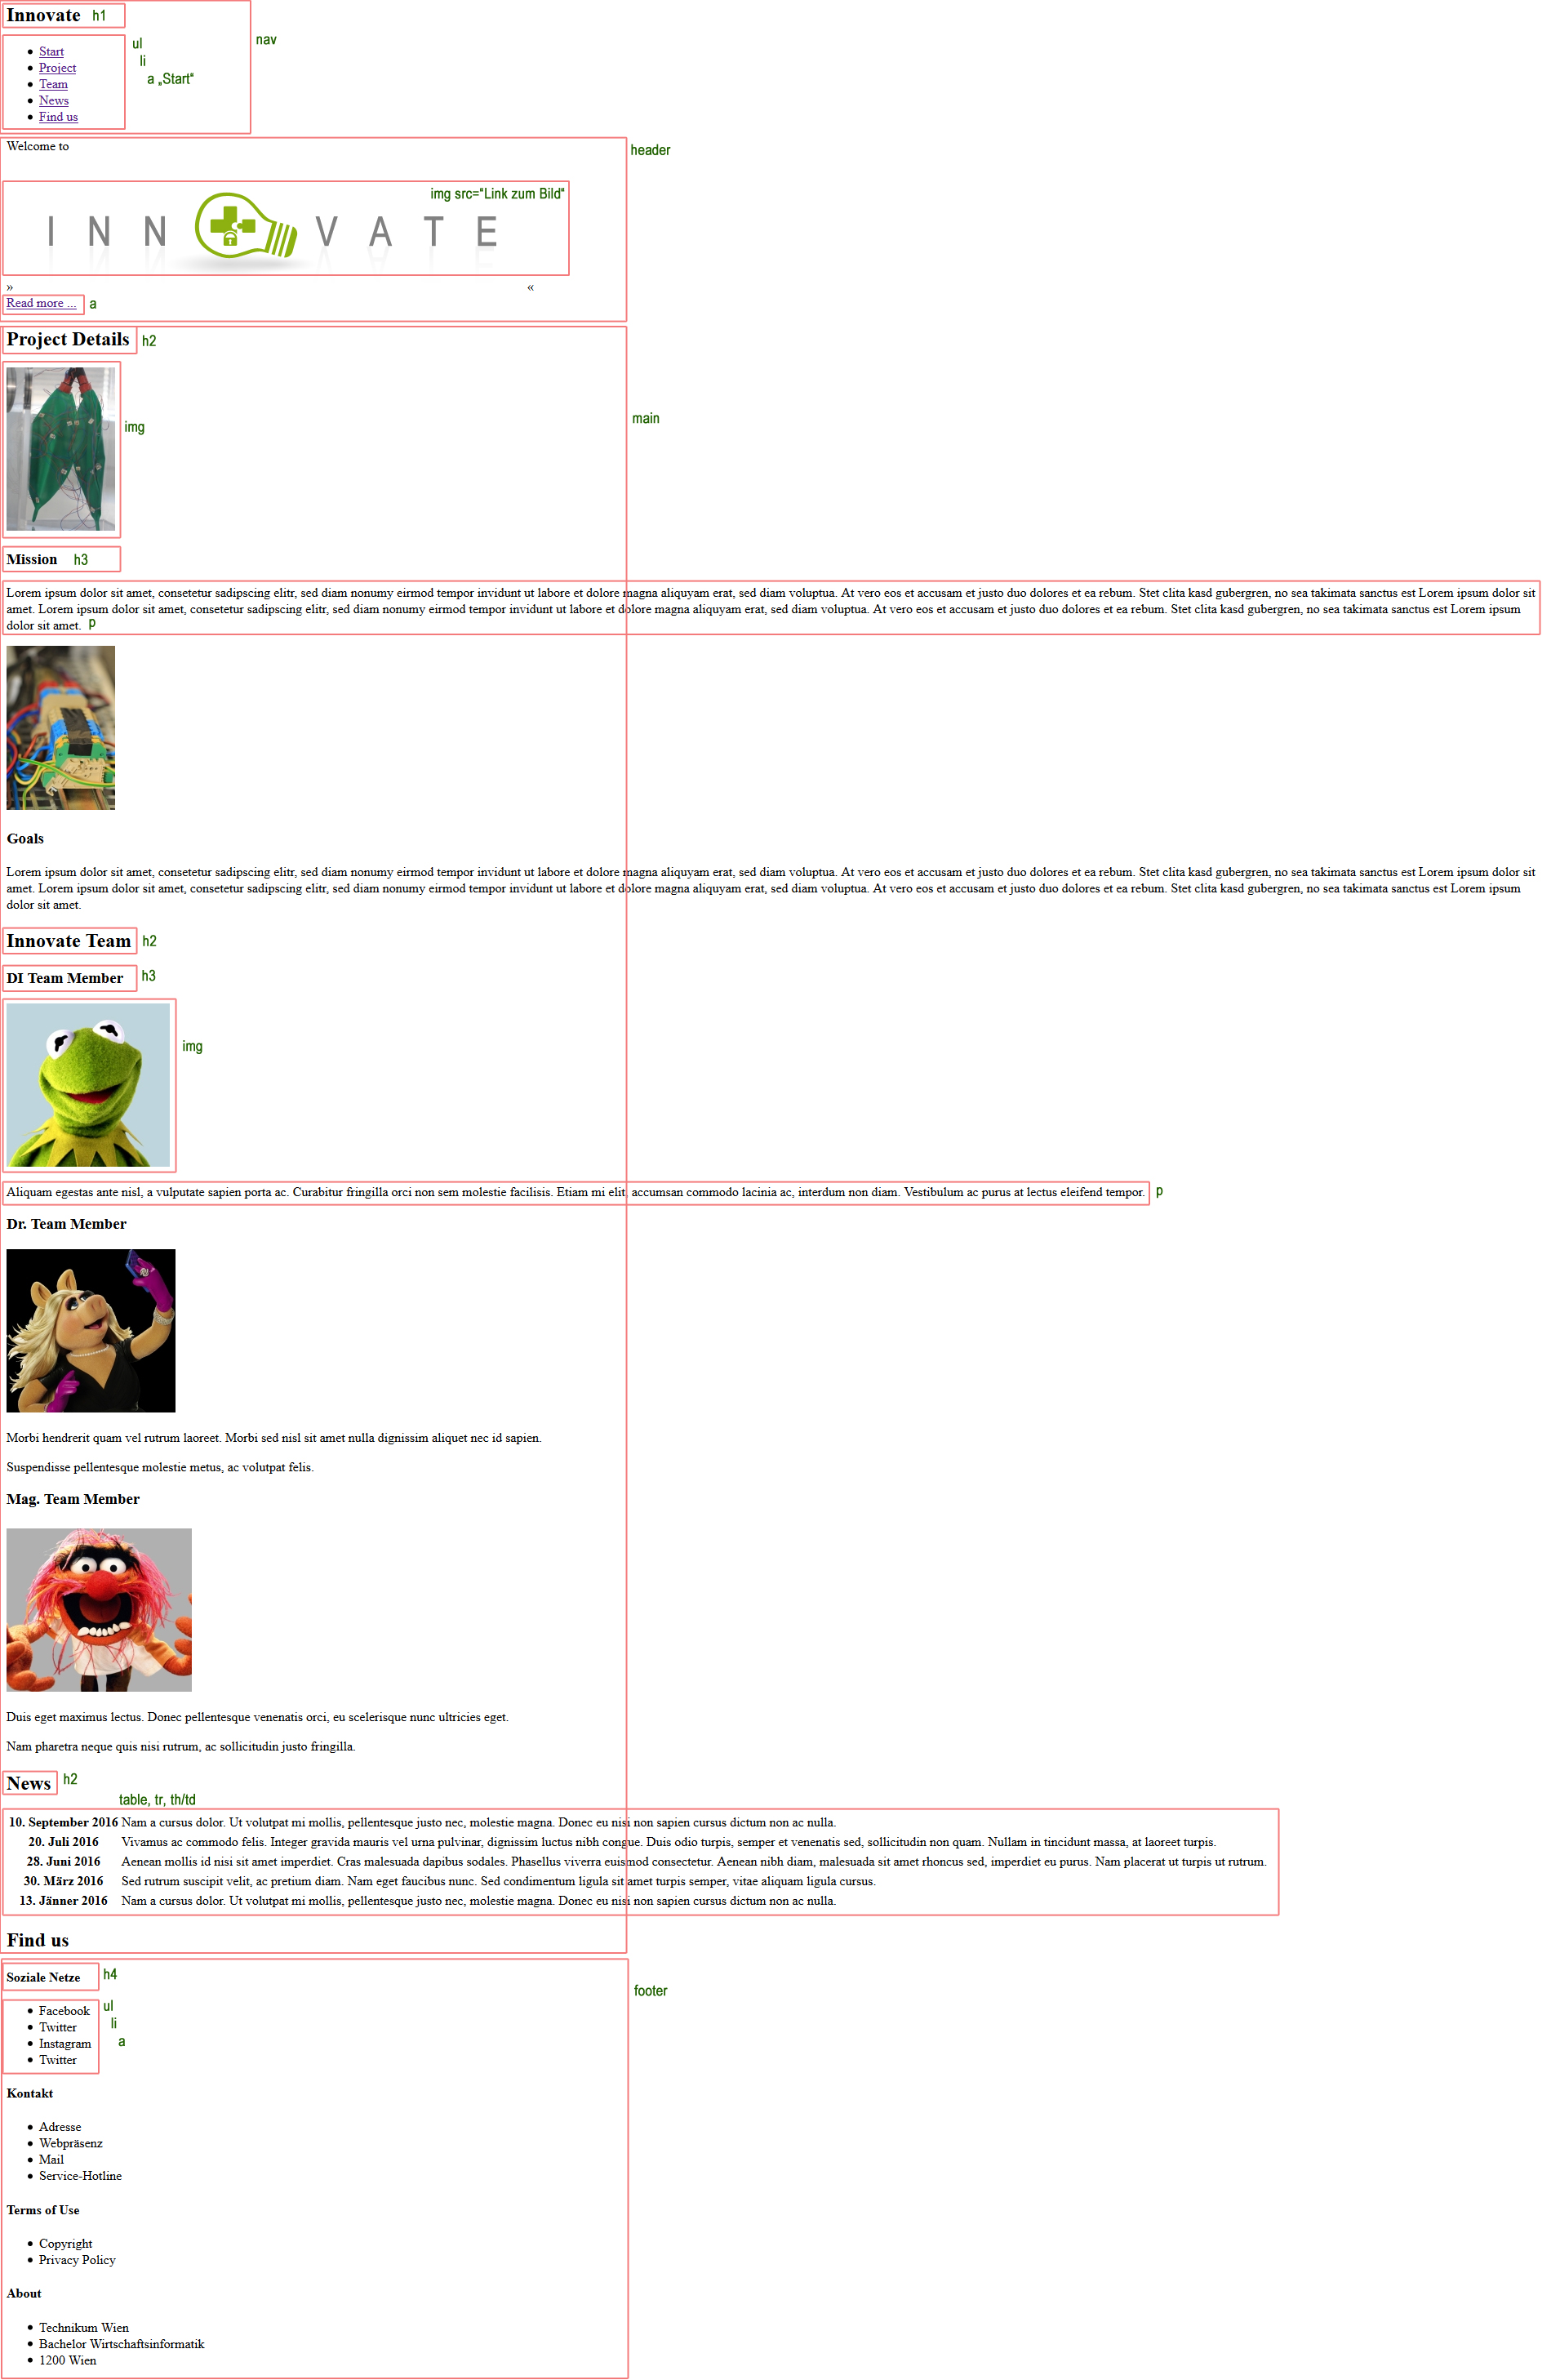 Innovate h1
nav
ul
li
a „Start“
• Start
• Project
• Team
• News
• Find us
Welcome to
header
img src=“Link zum Bild“
INNOVATE
» «
Read more ... a
Project Details h2
main
img
Mission h3
Lorem ipsum dolor sit amet, consetetur sadipscing elitr, sed diam nonumy eirmod tempor invidunt ut labore et dolore magna aliquyam erat, sed diam voluptua. At vero eos et accusam et justo duo dolores et ea rebum. Stet clita kasd gubergren, no sea takimata sanctus est Lorem ipsum dolor sit
amet. Lorem ipsum dolor sit amet, consetetur sadipscing elitr, sed diam nonumy eirmod tempor invidunt ut labore et dolore magna aliquyam erat, sed diam voluptua. At vero eos et accusam et justo duo dolores et ea rebum. Stet clita kasd gubergren, no sea takimata sanctus est Lorem ipsum
dolor sit amet. p
Goals
Lorem ipsum dolor sit amet, consetetur sadipscing elitr, sed diam nonumy eirmod tempor invidunt ut labore et dolore magna aliquyam erat, sed diam voluptua. At vero eos et accusam et justo duo dolores et ea rebum. Stet clita kasd gubergren, no sea takimata sanctus est Lorem ipsum dolor sit
amet. Lorem ipsum dolor sit amet, consetetur sadipscing elitr, sed diam nonumy eirmod tempor invidunt ut labore et dolore magna aliquyam erat, sed diam voluptua. At vero eos et accusam et justo duo dolores et ea rebum. Stet clita kasd gubergren, no sea takimata sanctus est Lorem ipsum
dolor sit amet.
Innovate Team h2
DI Team Member h3
img
Aliquam egestas ante nisl, a vulputate sapien porta ac. Curabitur fringilla orci non sem molestie facilisis. Etiam mi elit, accumsan commodo lacinia ac, interdum non diam. Vestibulum ac purus at lectus eleifend tempor. p
Dr. Team Member
Morbi hendrerit quam vel rutrum laoreet. Morbi sed nisl sit amet nulla dignissim aliquet nec id sapien.
Suspendisse pellentesque molestie metus, ac volutpat felis.
Mag. Team Member
Duis eget maximus lectus. Donec pellentesque venenatis orci, eu scelerisque nunc ultricies eget.
Nam pharetra neque quis nisi rutrum, ac sollicitudin justo fringilla.
News h2
table, tr, th/td
10. September 2016 Nam a cursus dolor. Ut volutpat mi mollis, pellentesque justo nec, molestie magna. Donec eu nisi non sapien cursus dictum non ac nulla.
20. Juli 2016 Vivamus ac commodo felis. Integer gravida mauris vel urna pulvinar, dignissim luctus nibh congue. Duis odio turpis, semper et venenatis sed, sollicitudin non quam. Nullam in tincidunt massa, at laoreet turpis.
28. Juni 2016 Aenean mollis id nisi sit amet imperdiet. Cras malesuada dapibus sodales. Phasellus viverra euismod consectetur. Aenean nibh diam, malesuada sit amet rhoncus sed, imperdiet eu purus. Nam placerat ut turpis ut rutrum.
30. März 2016 Sed rutrum suscipit velit, ac pretium diam. Nam eget faucibus nunc. Sed condimentum ligula sit amet turpis semper, vitae aliquam ligula cursus.
13. Jänner 2016 Nam a cursus dolor. Ut volutpat mi mollis, pellentesque justo nec, molestie magna. Donec eu nisi non sapien cursus dictum non ac nulla.
Find us
Soziale Netze h4
footer
ul
li
a
• Facebook
• Twitter
• Instagram
• Twitter
Kontakt
• Adresse
• Webpräsenz
• Mail
• Service-Hotline
Terms of Use
• Copyright
• Privacy Policy
About
• Technikum Wien
• Bachelor Wirtschaftsinformatik
• 1200 Wien